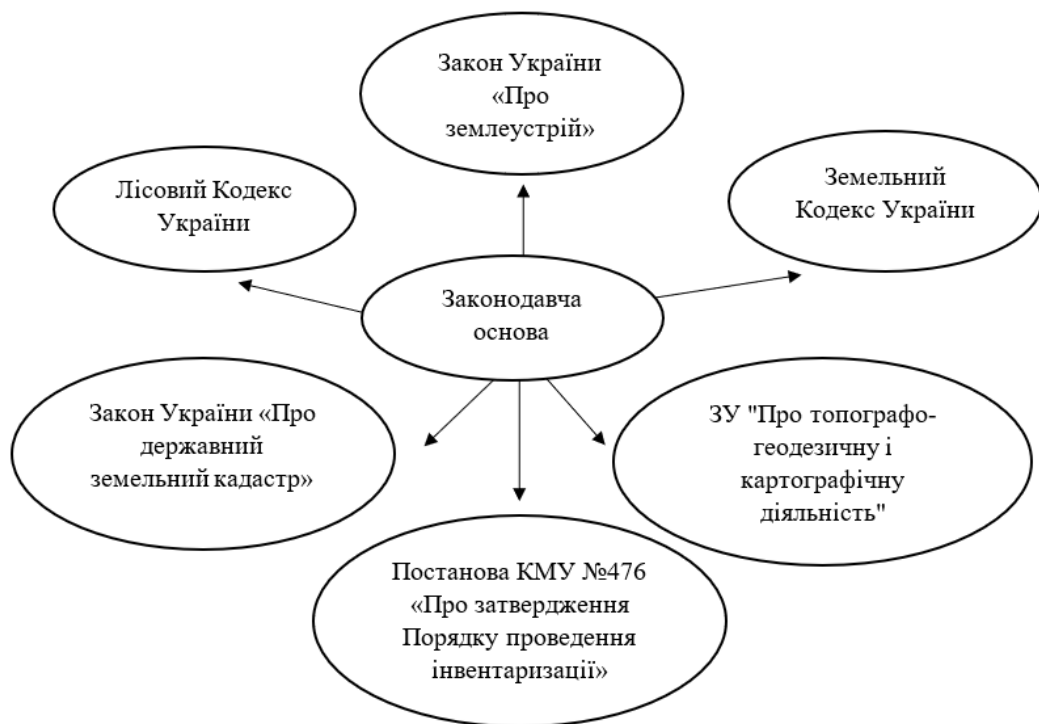 Закон України
«Про
землеустрій»
Лісовий Кодекс
України
Земельний
Кодекс України
Законодавча
основа
Закон України «Про
державний
земельний кадастр»
ЗУ "Про топографо-
геодезичну і
картографічну
діяльність"
Постанова КМУ №476
«Про затвердження
Порядку проведення
інвентаризації»